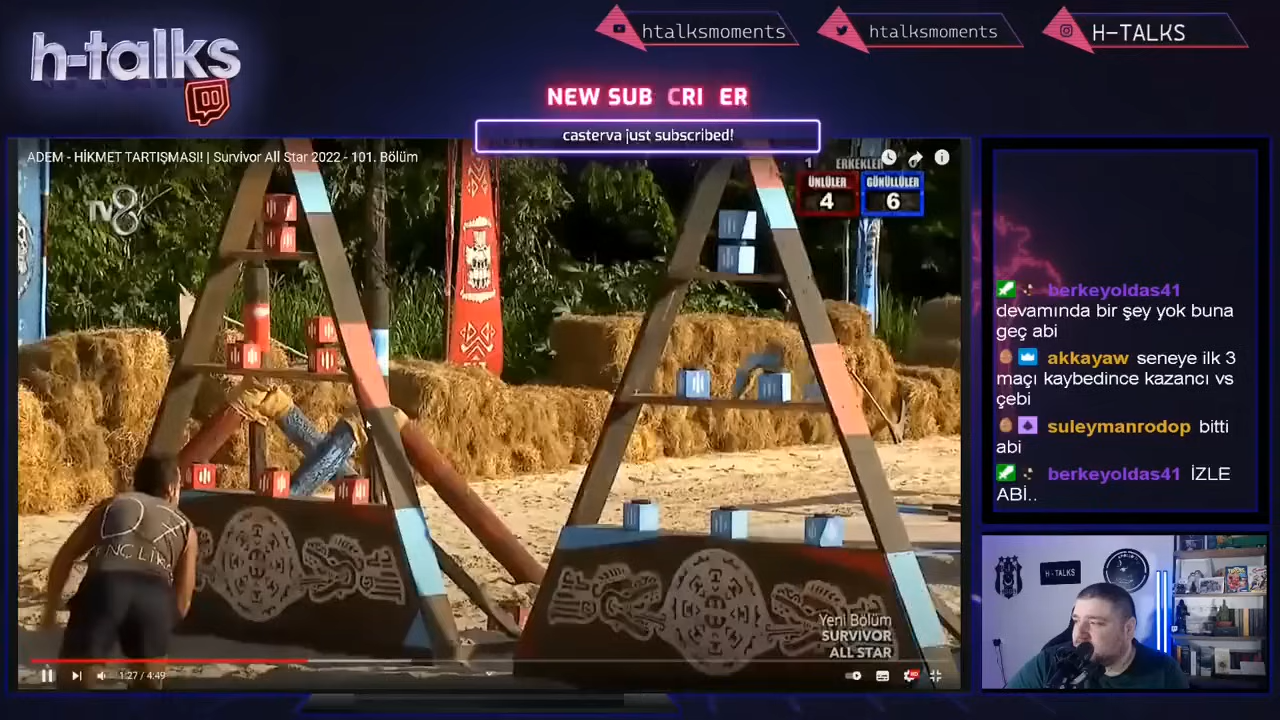 h-talks
htalksmoments
htalksmoments
H-TALKS
NEW SUB CRI ER
casterva just subscribed!
ADEM - HİKMET TARTIŞMASI! | Survivor All Star 2022 - 101. Bölüm
TV8
1 ERKEKLER
ÜNLÜLER GÖNÜLLÜLER
4 6
berkeyoldas41
devamında bir şey yok buna
geç abi
akkayaw seneye ilk 3
maçı kaybedince kazancı vs
çebi
suleymanrodop bitti
abi
berkeyoldas41 İZLE
ABİ..
H-TALKS
Yeni Bölüm
SURVIVOR
ALL STAR
1:27 / 4:49
HD